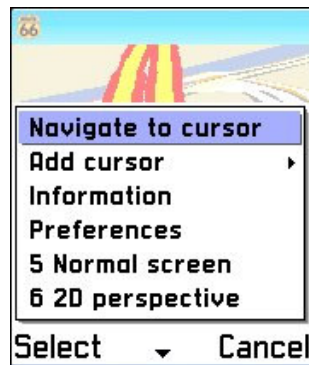 66
Navigate to cursor
Add cursor
Information
Preferences
5 Normal screen
6 2D perspective
Select Cancel